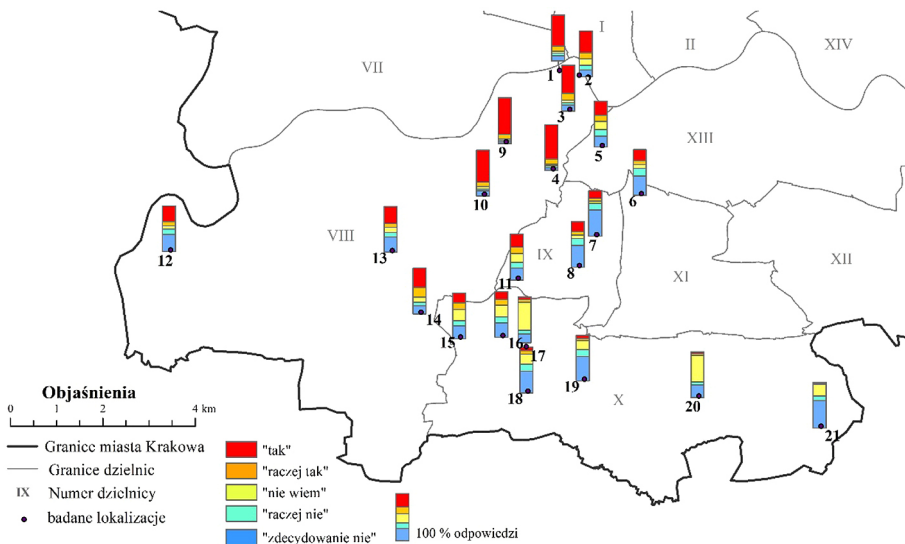 I
II
XIV
VII
1
2
3
9
5
XIII
4
6
10
7
VIII
IX
12
13
8
XI
XII
11
14
15
16
17
18
19
X
20
21
Objaśnienia
0 1 2 4 km
Granice miasta Krakowa
Granice dzielnic
IX Numer dzielnicy
badane lokalizacje
"tak"
"raczej tak"
"nie wiem"
"raczej nie"
"zdecydowanie nie"
100 % odpowiedzi